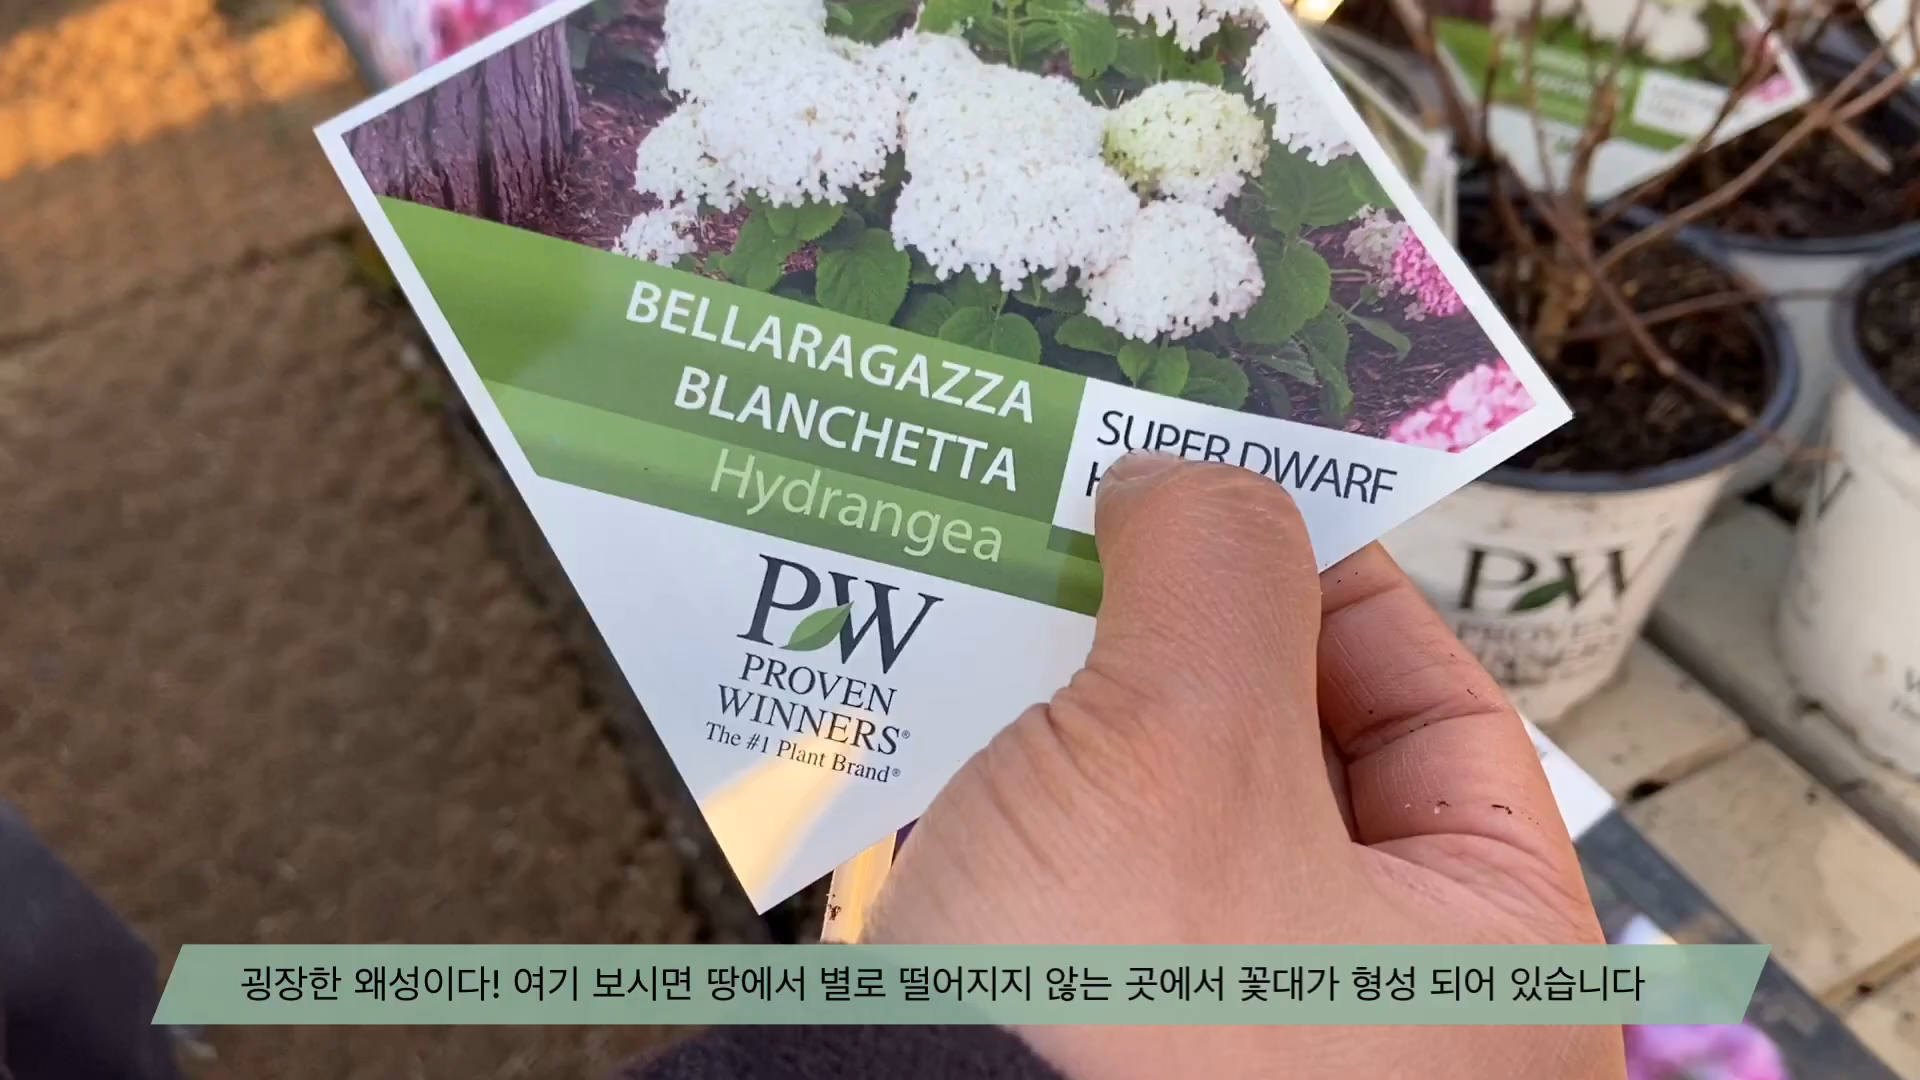 BELLARAGAZZA
BLANCHETTA
Hydrangea
SUPER DWARF
PW
PROVEN
WINNERS®
The #1 Plant Brand®
PW
PROVEN
굉장한 왜성이다! 여기 보시면 땅에서 별로 떨어지지 않는 곳에서 꽃대가 형성 되어 있습니다